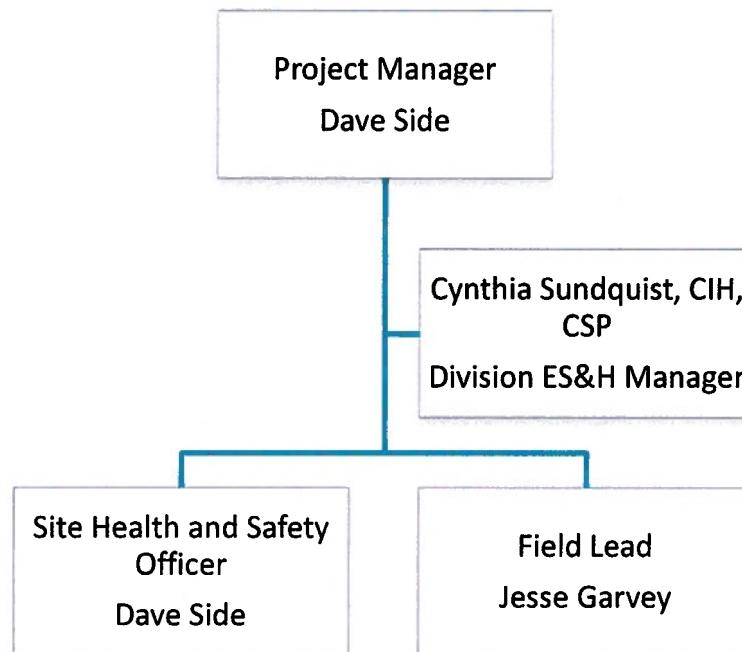 Project Manager
Dave Side
Cynthia Sundquist, CIH,
CSP
Division ES&H Manager
Site Health and Safety
Officer
Dave Side
Field Lead
Jesse Garvey